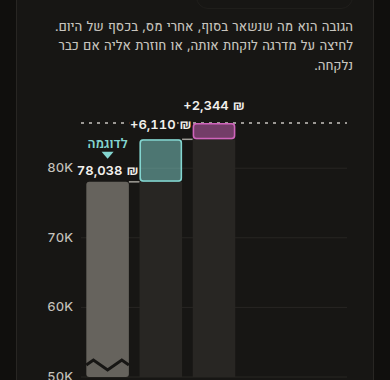 הגובה הוא מה שנשאר בסוף, אחרי מס, בכסף של היום.
לחיצה על מדרגה לוקחת אותה, או חוזרת אליה אם כבר
נלקחה.
+2,344 ₪
+6,110 ₪
לדוגמה
78,038 ₪
80K
70K
60K
50K